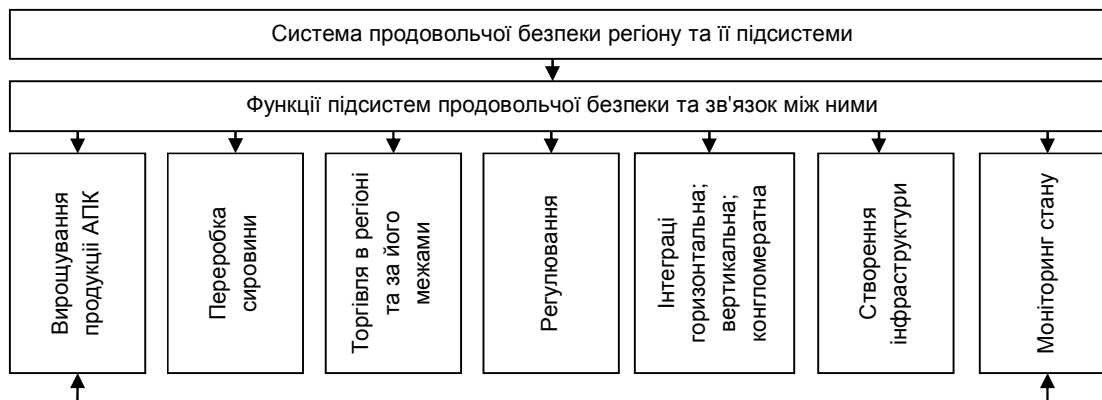 Система продовольчої безпеки регіону та її підсистеми
Функції підсистем продовольчої безпеки та зв'язок між ними
Вирощування
продукції АПК
Переробка
сировини
Торгівля в регіоні
та за його
межами
Регулювання
Інтеграці
горизонтальна;
вертикальна;
конгломератна
Створення
інфраструктури
Моніторинг стану